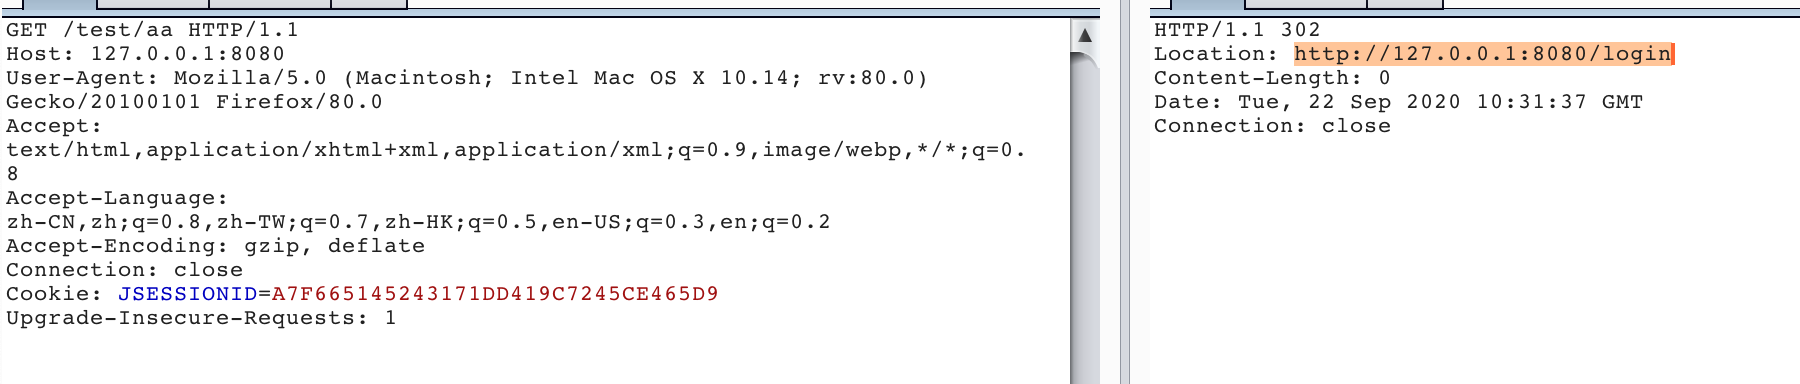 GET /test/aa HTTP/1.1
Host: 127.0.0.1:8080
User-Agent: Mozilla/5.0 (Macintosh; Intel Mac OS X 10.14; rv:80.0)
Gecko/20100101 Firefox/80.0
Accept:
text/html,application/xhtml+xml,application/xml;q=0.9,image/webp,*/*;q=0.
8
Accept-Language:
zh-CN,zh;q=0.8,zh-TW;q=0.7,zh-HK;q=0.5,en-US;q=0.3,en;q=0.2
Accept-Encoding: gzip, deflate
Connection: close
Cookie: JSESSIONID=A7F665145243171DD419C7245CE465D9
Upgrade-Insecure-Requests: 1
HTTP/1.1 302
Location: http://127.0.0.1:8080/login
Content-Length: 0
Date: Tue, 22 Sep 2020 10:31:37 GMT
Connection: close